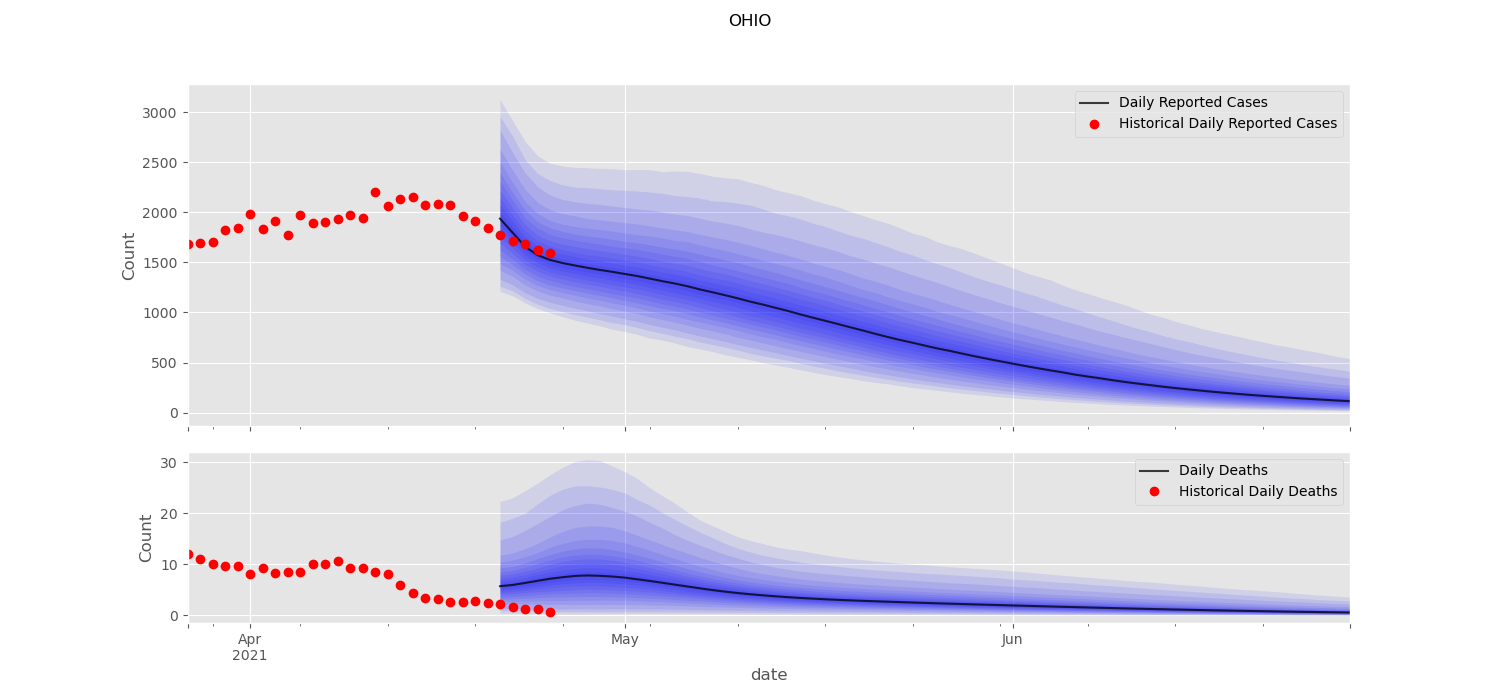 OHIO
3000
2500
2000
1500
1000
500
0
Count
Daily Reported Cases
Historical Daily Reported Cases
30
20
10
0
Count
Daily Deaths
Historical Daily Deaths
Apr
2021
May
Jun
date